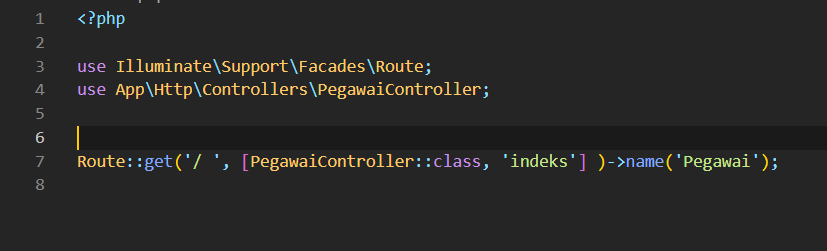 1 <?php
2
3 use Illuminate\Support\Facades\Route;
4 use App\Http\Controllers\PegawaiController;
5
6
7 Route::get('/ ', [PegawaiController::class, 'indeks'] )->name('Pegawai');
8